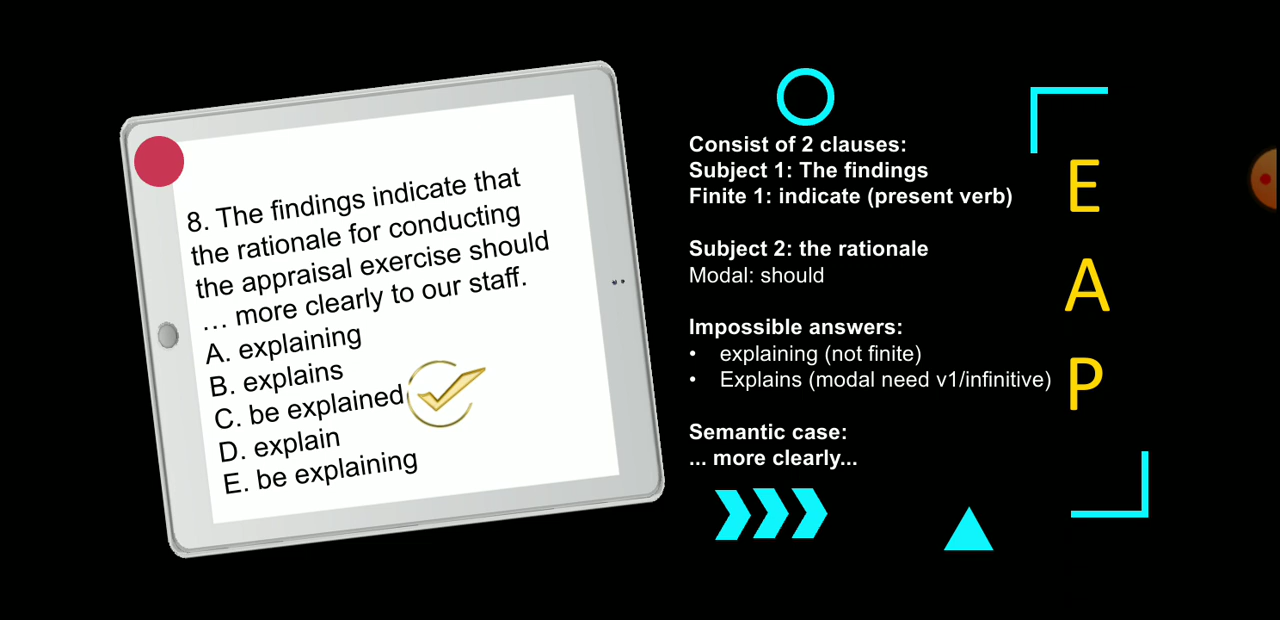 8. The findings indicate that
the rationale for conducting
the appraisal exercise should
… more clearly to our staff.
A. explaining
B. explains
C. be explained
D. explain
E. be explaining
Consist of 2 clauses:
Subject 1: The findings
Finite 1: indicate (present verb)
Subject 2: the rationale
Modal: should
Impossible answers:
• explaining (not finite)
• Explains (modal need v1/infinitive)
Semantic case:
... more clearly...
E
A
P